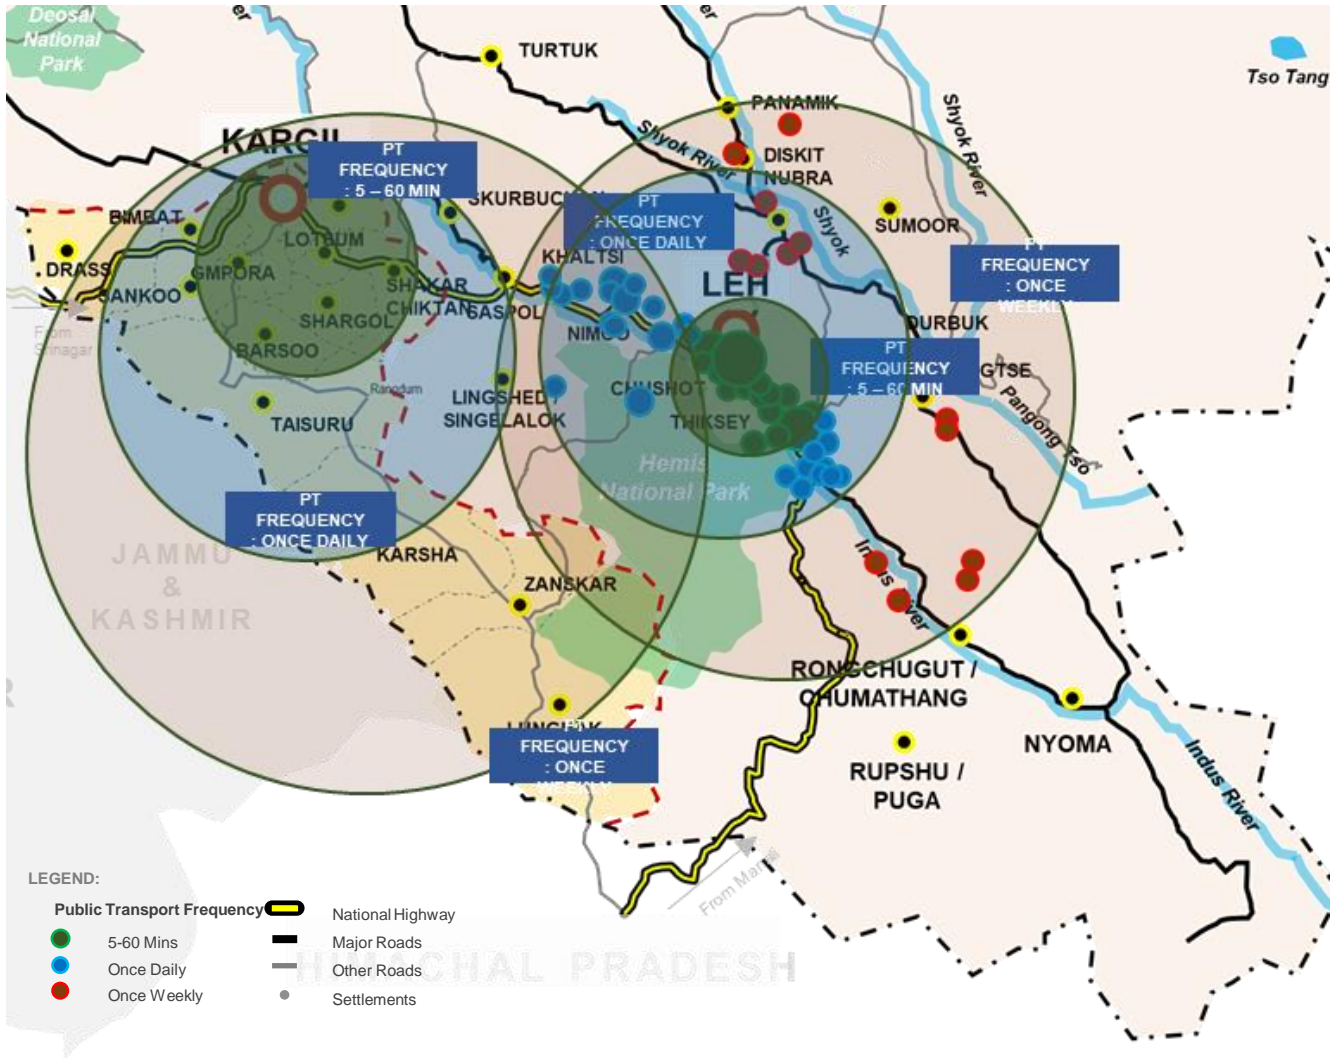 Deosai
National
Park
TURTUK
Tso Tang
PANAMIK
Shyok River
Shyok River
KARGIL
PT
FREQUENCY
: 5 – 60 MIN
DISKIT
NUBRA
SKURBUCHAN
PT
FREQUENCY
: ONCE DAILY
Shyok
SUMOOR
BIMBAT
LOTSUM
KHALTSI
PT
FREQUENCY
: ONCE
WEEKLY
DRASS
GMPORA
SANKOO
SHAKAR
CHIKTAN
SASPOL
LEH
SHARGOL
From
Srinagar
NIMOO
DURBUK
BARSOO
PT
FREQUENCY
: 5 – 60 MIN
GTSE
Rangdum
LINGSHED /
SINGELALOK
CHUSHOT
THIKSEY
TAISURU
Pangong Tso
Hemis
National Park
PT
FREQUENCY
: ONCE DAILY
JAMMU
&
KASHMIR
KARSHA
ZANSKAR
Indus River
RONGCHUGUT /
CHUMATHANG
NYOMA
PT
FREQUENCY
: ONCE
WEEKLY
RUPSHU /
PUGA
Indus River
From
LEGEND:
Public Transport Frequency
5-60 Mins
Once Daily
Once Weekly
National Highway
Major Roads
Other Roads
Settlements
HIMACHAL PRADESH